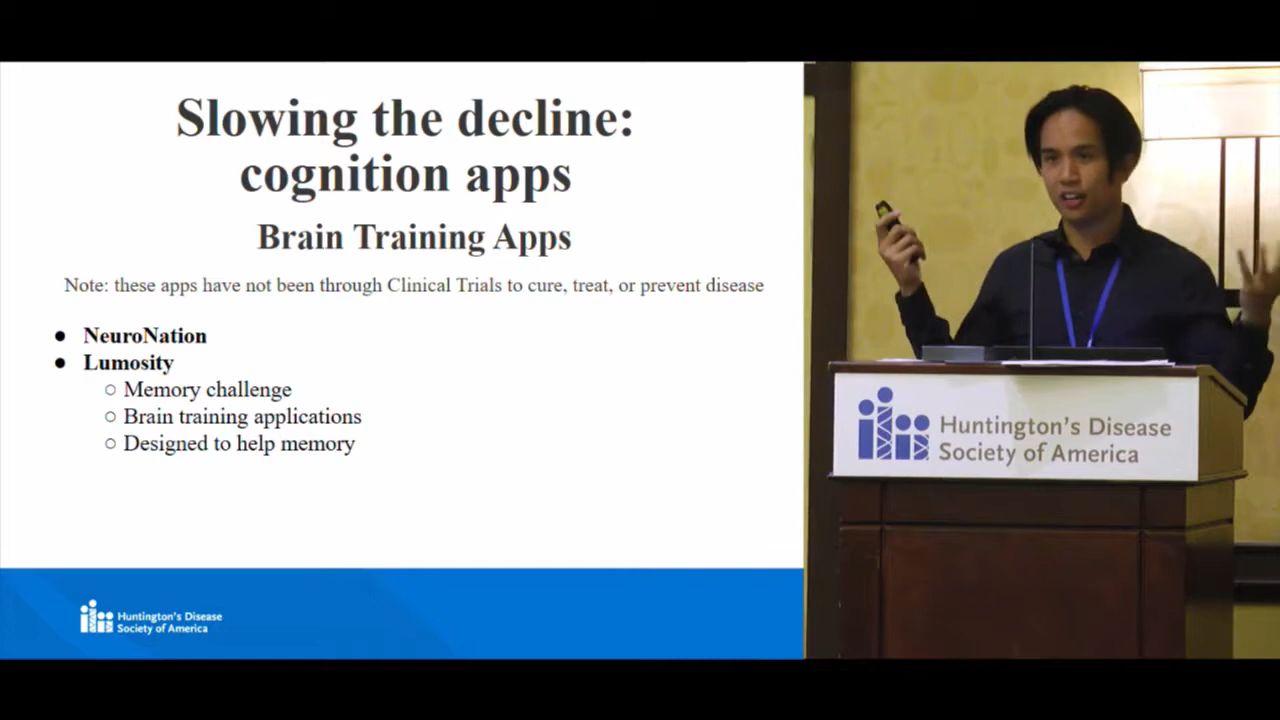 Slowing the decline:
cognition apps
Brain Training Apps
Note: these apps have not been through Clinical Trials to cure, treat, or prevent disease
● NeuroNation
● Lumosity
○ Memory challenge
○ Brain training applications
○ Designed to help memory
Huntington's Disease
Society of America
Huntington's Disease
Society of America